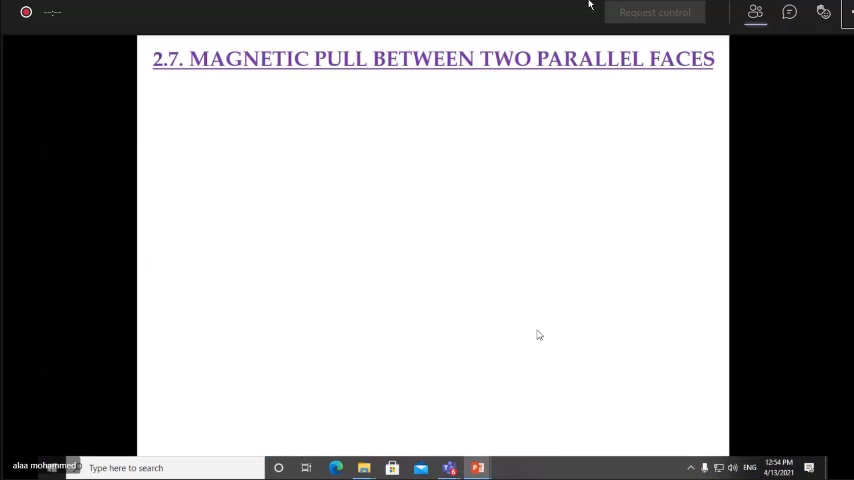 --:--
Request control
2.7. MAGNETIC PULL BETWEEN TWO PARALLEL FACES
alaa mohammed
Type here to search
6
ENG
12:54 PM
4/13/2021